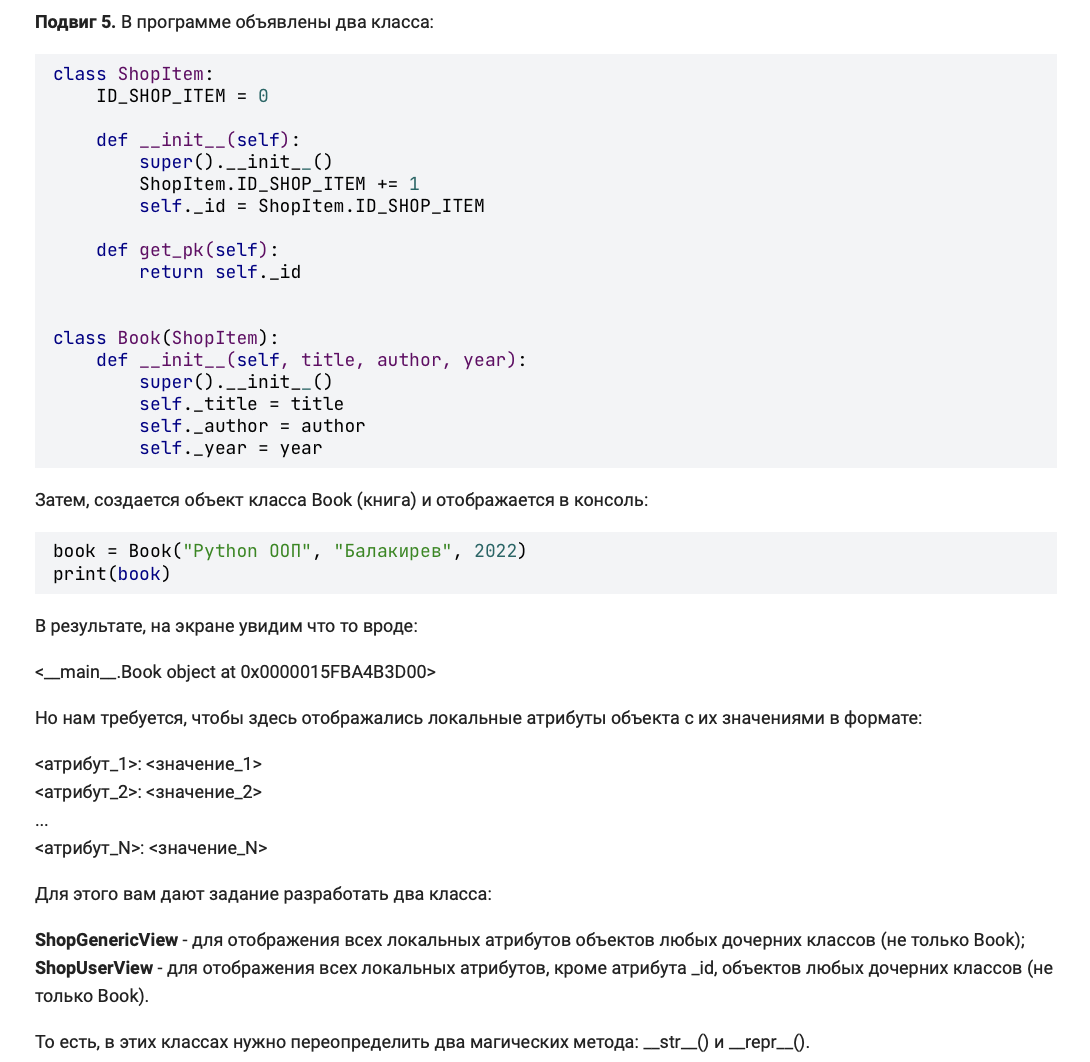 Подвиг 5. В программе объявлены два класса:
class ShopItem:
    ID_SHOP_ITEM = 0
    def __init__(self):
        super().__init__()
        ShopItem.ID_SHOP_ITEM += 1
        self._id = ShopItem.ID_SHOP_ITEM
    def get_pk(self):
        return self._id
class Book(ShopItem):
    def __init__(self, title, author, year):
        super().__init__()
        self._title = title
        self._author = author
        self._year = year
Затем, создается объект класса Book (книга) и отображается в консоль:
book = Book("Python ООП", "Балакирев", 2022)
print(book)
В результате, на экране увидим что то вроде:
<__main__.Book object at 0x0000015FBA4B3D00>
Но нам требуется, чтобы здесь отображались локальные атрибуты объекта с их значениями в формате:
<атрибут_1>: <значение_1>
<атрибут_2>: <значение_2>
...
<атрибут_N>: <значение_N>
Для этого вам дают задание разработать два класса:
ShopGenericView - для отображения всех локальных атрибутов объектов любых дочерних классов (не только Book);
ShopUserView - для отображения всех локальных атрибутов, кроме атрибута _id, объектов любых дочерних классов (не
только Book).
То есть, в этих классах нужно переопределить два магических метода: __str__() и __repr__().